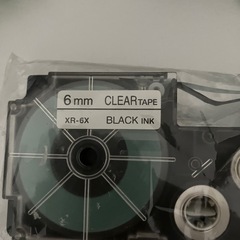 6mm CLEAR TAPE
XR-6X BLACK INK